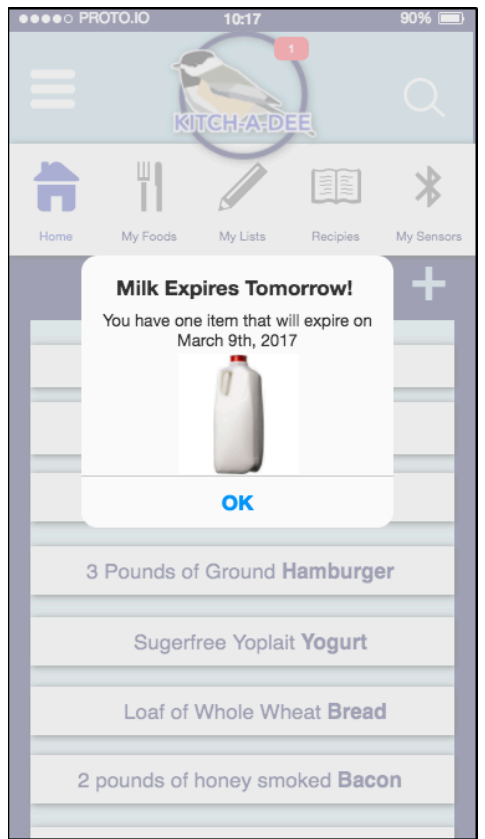 PROTO.IO 10:17 90%
1
KITCH-A-DEE
Home My Foods My Lists Recipies My Sensors
Milk Expires Tomorrow!
You have one item that will expire on
March 9th, 2017
OK
3 Pounds of Ground Hamburger
Sugerfree Yoplait Yogurt
Loaf of Whole Wheat Bread
2 pounds of honey smoked Bacon